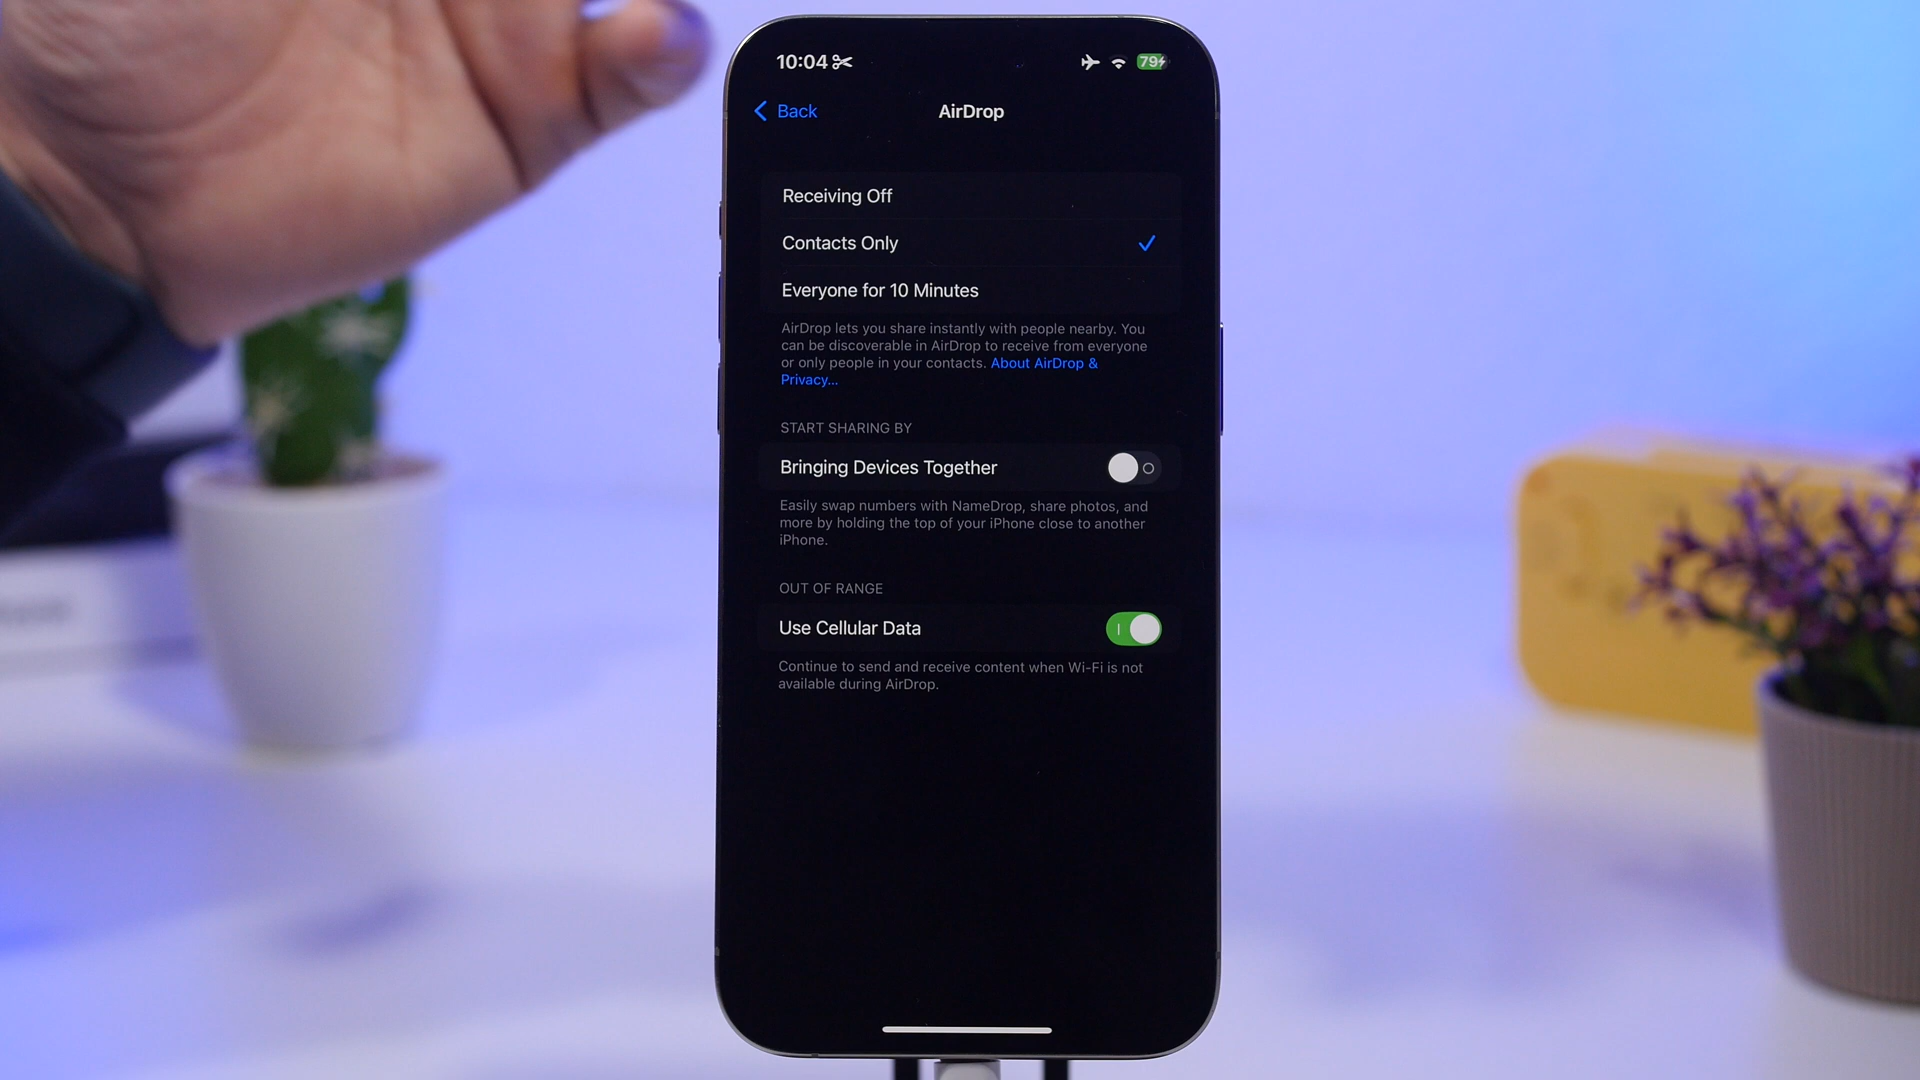 10:04
79
Back
AirDrop
Receiving Off
Contacts Only
Everyone for 10 Minutes
AirDrop lets you share instantly with people nearby. You
can be discoverable in AirDrop to receive from everyone
or only people in your contacts. About AirDrop &
Privacy...
START SHARING BY
Bringing Devices Together
Easily swap numbers with NameDrop, share photos, and
more by holding the top of your iPhone close to another
iPhone.
OUT OF RANGE
Use Cellular Data
Continue to send and receive content when Wi-Fi is not
available during AirDrop.